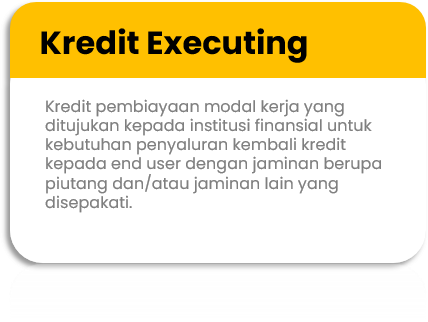 Kredit Executing
Kredit pembiayaan modal kerja yang
ditujukan kepada institusi finansial untuk
kebutuhan penyaluran kembali kredit
kepada end user dengan jaminan berupa
piutang dan/atau jaminan lain yang
disepakati.